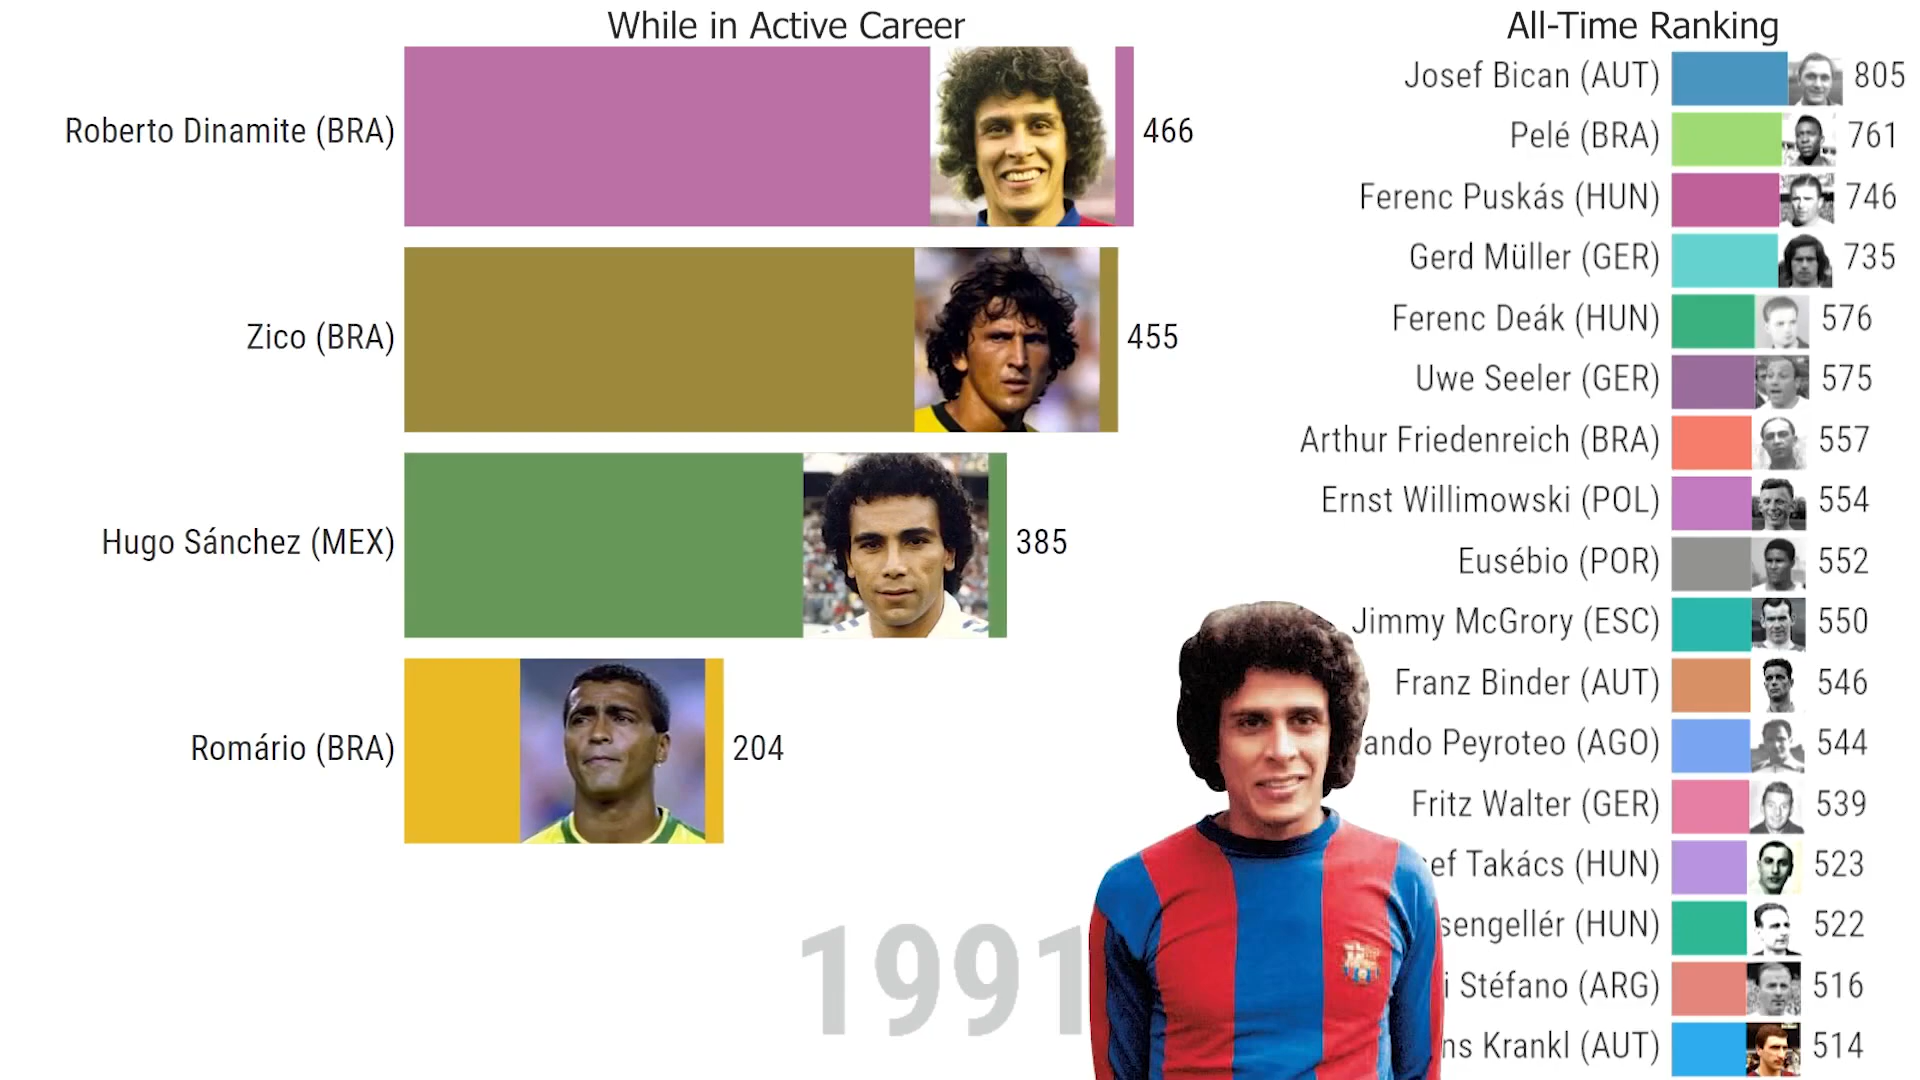 While in Active Career
Roberto Dinamite (BRA) 466
Zico (BRA) 455
Hugo Sánchez (MEX) 385
Romário (BRA) 204
1991
All-Time Ranking
Josef Bican (AUT) 805
Pelé (BRA) 761
Ferenc Puskás (HUN) 746
Gerd Müller (GER) 735
Ferenc Deák (HUN) 576
Uwe Seeler (GER) 575
Arthur Friedenreich (BRA) 557
Ernst Willimowski (POL) 554
Eusébio (POR) 552
Jimmy McGrory (ESC) 550
Franz Binder (AUT) 546
ando Peyroteo (AGO) 544
Fritz Walter (GER) 539
ef Takács (HUN) 523
sengellér (HUN) 522
i Stéfano (ARG) 516
ns Krankl (AUT) 514